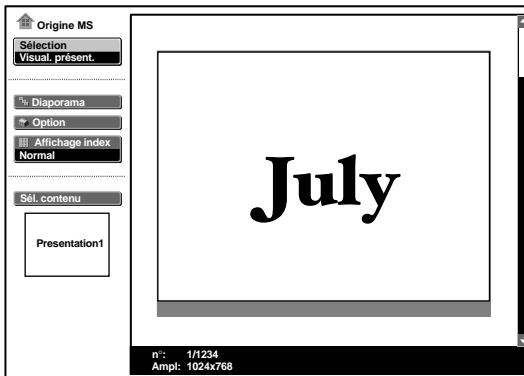 Origine MS
Sélection
Visual. présent.
Diaporama
Option
Affichage index
Normal
Sél. contenu
Presentation1
July
n°: 1/1234
Ampl: 1024x768